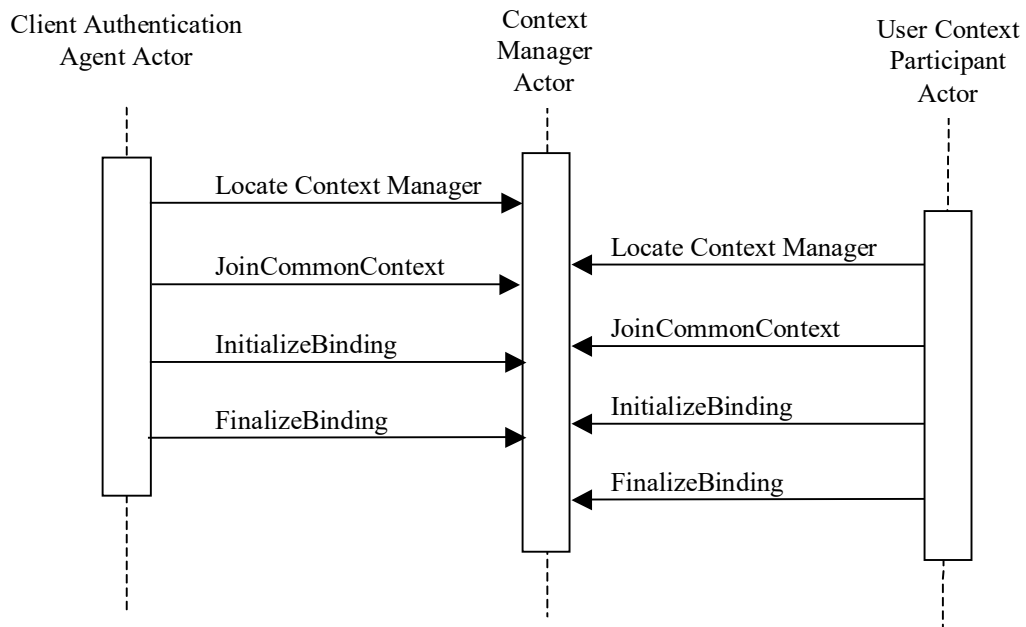 Client Authentication
Agent Actor
Context
Manager
Actor
User Context
Participant
Actor
Locate Context Manager
Locate Context Manager
JoinCommonContext
JoinCommonContext
InitializeBinding
InitializeBinding
FinalizeBinding
FinalizeBinding